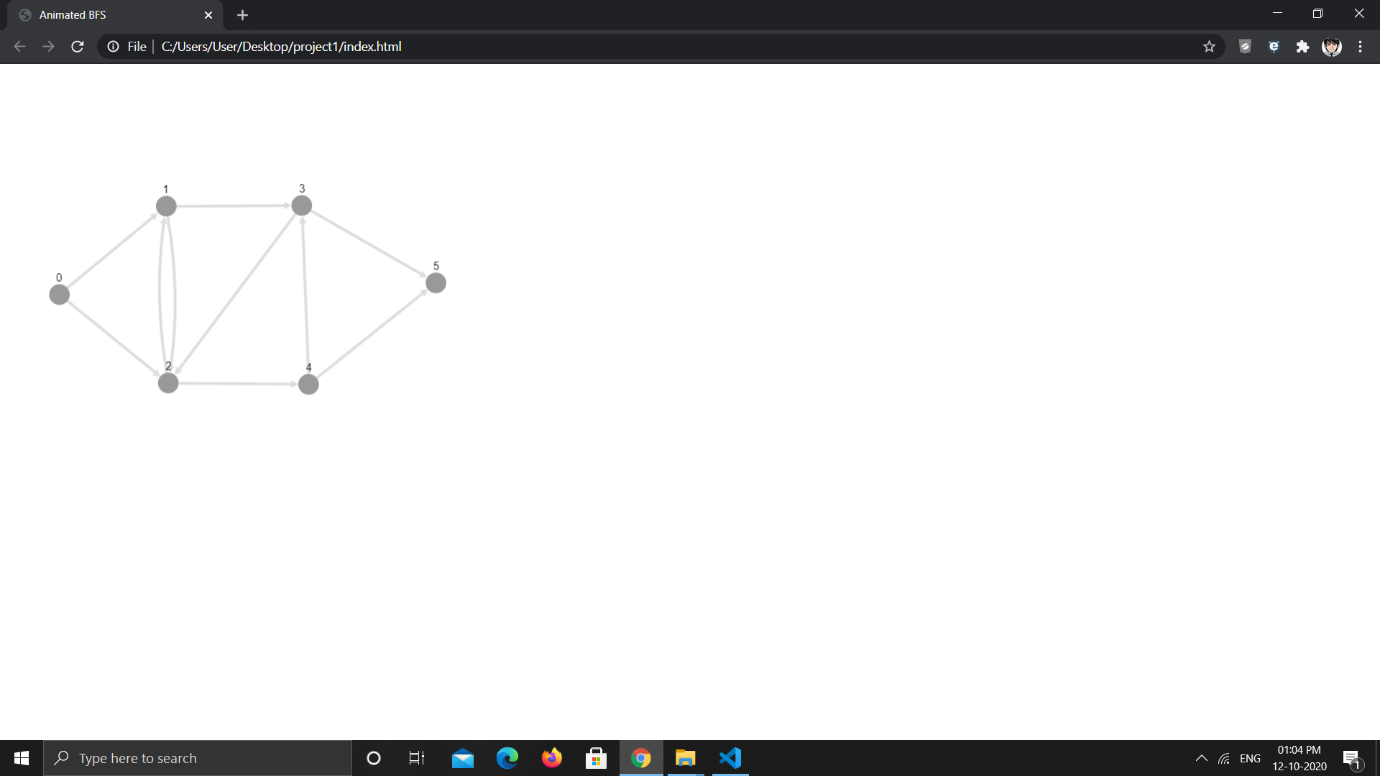 Animated BFS
File
C:/Users/User/Desktop/project1/index.html
1
3
0
5
2
4
Type here to search
ENG
01:04 PM
12-10-2020
1